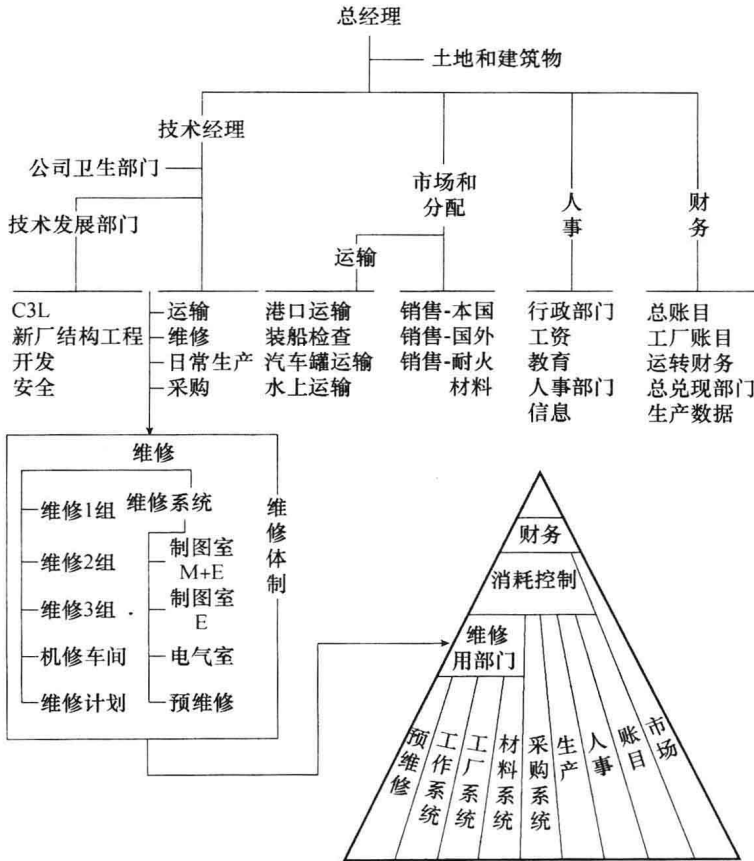 总经理
土地和建筑物
技术经理
公司卫生部门
市场和
分配
人事
财务
技术发展部门
运输
C3L
新厂结构工程
开发
安全
运输
维修
日常生产
采购
港口运输
装船检查
汽车罐运输
水上运输
销售-本国
销售-国外
销售-耐火
材料
行政部门
工资
教育
人事部门
信息
总账目
工厂账目
运转财务
总兑现部门
生产数据
维修
维修系统
维修1组
维修2组
维修3组
机修车间
维修计划
制图室
M+E
制图室
E
电气室
预维修
维修体制
财务
消耗控制
维修
用部门
预维修
工作系统
工厂系统
材料系统
采购系统
生产
人事
账目
市场